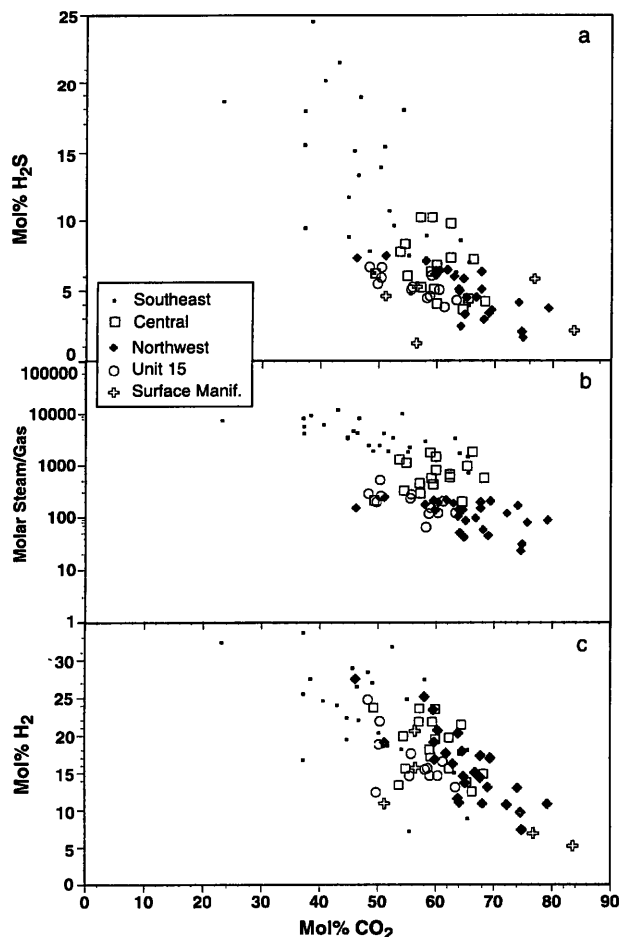 25
a
20
15
Mol% H₂S
10
5
0
Southeast
Central
Northwest
Unit 15
Surface Manif.
100000
b
10000
1000
Molar Steam/Gas
100
10
1
c
30
25
20
Mol% H₂
15
10
5
0
0 10 20 30 40 50 60 70 80 90
Mol% CO₂